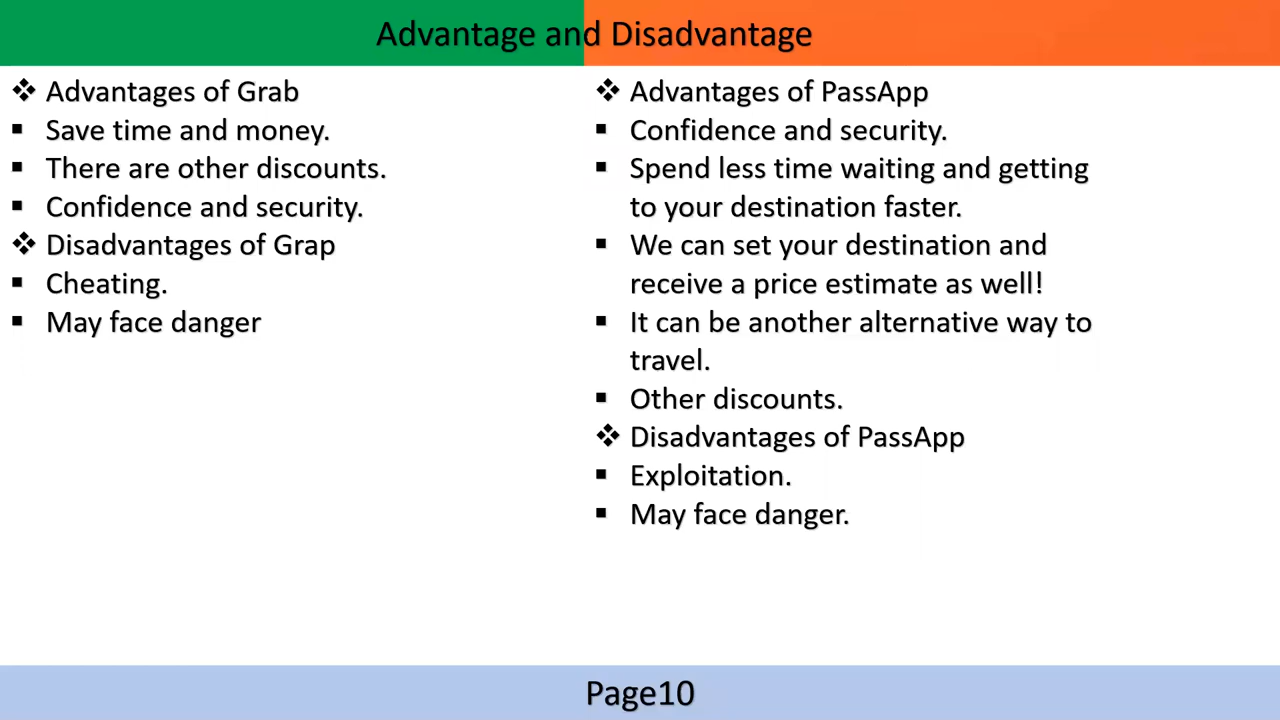 Advantage and Disadvantage
❖ Advantages of Grab
▪ Save time and money.
▪ There are other discounts.
▪ Confidence and security.
❖ Disadvantages of Grap
▪ Cheating.
▪ May face danger
❖ Advantages of PassApp
▪ Confidence and security.
▪ Spend less time waiting and getting
to your destination faster.
▪ We can set your destination and
receive a price estimate as well!
▪ It can be another alternative way to
travel.
▪ Other discounts.
❖ Disadvantages of PassApp
▪ Exploitation.
▪ May face danger.
Page10